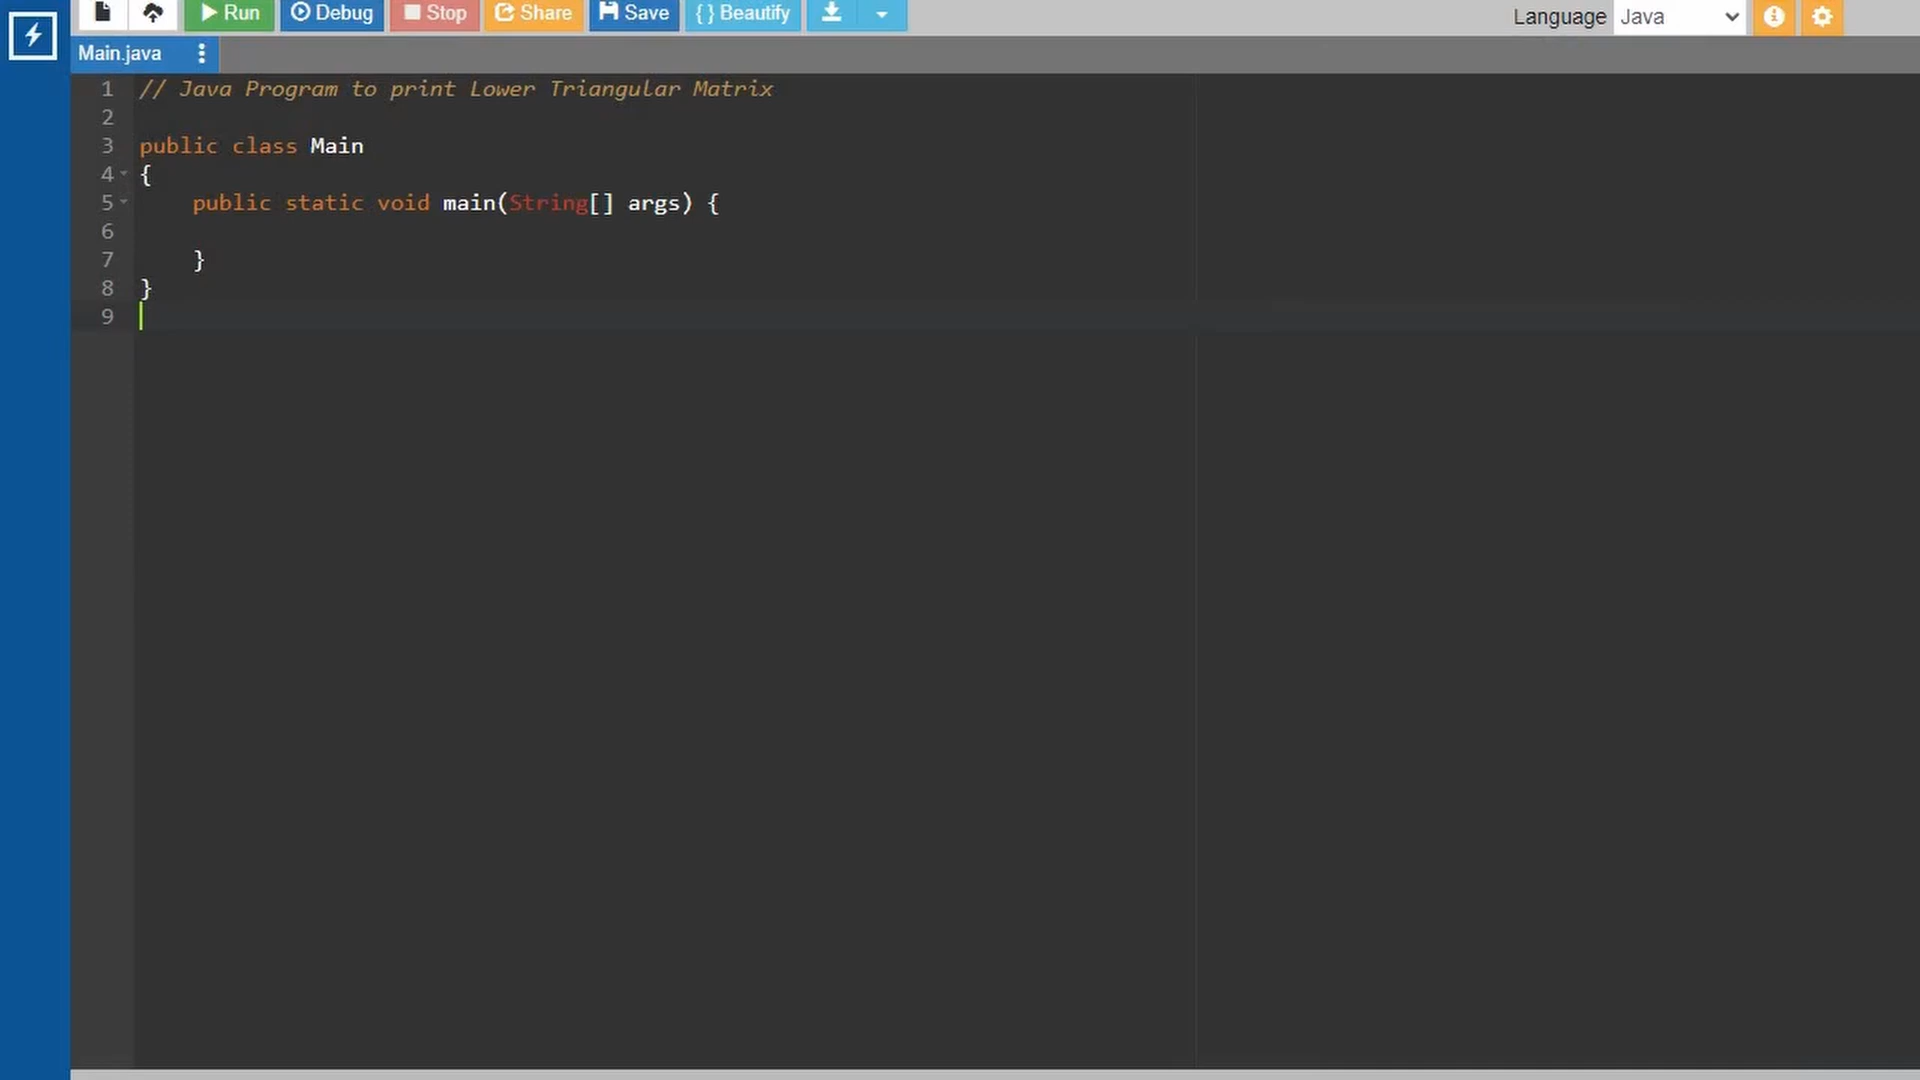 Run Debug Stop Share Save { } Beautify Language Java
Main.java
1 // Java Program to print Lower Triangular Matrix
2
3 public class Main
4 {
5 public static void main(String[] args) {
6
7 }
8 }
9